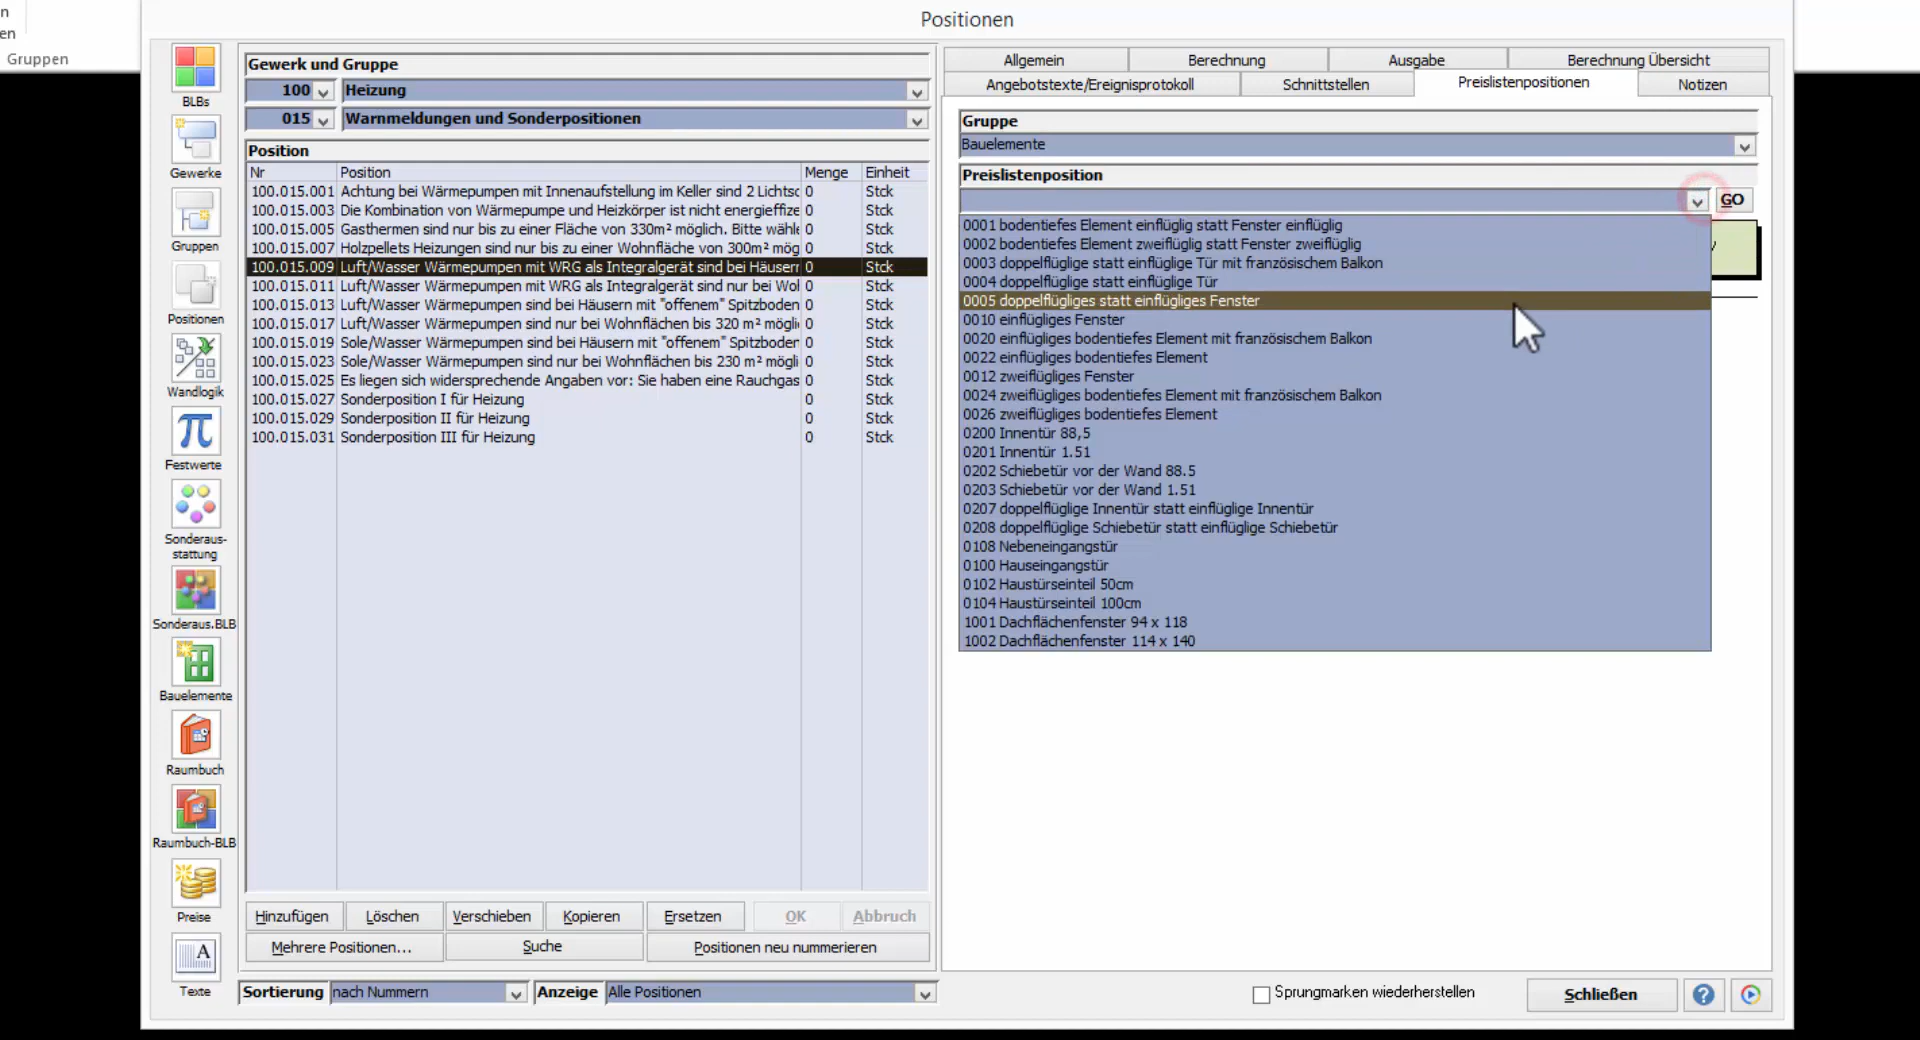 n
en
Gruppen
Positionen
BLBs
Gewerke
Gruppen
Positionen
Wandlogik
Festwerte
Sonderaus-
stattung
Sonderaus.BLB
Bauelemente
Raumbuch
Raumbuch-BLB
Preise
Texte
Gewerk und Gruppe
100 Heizung
015 Warnmeldungen und Sonderpositionen
Position
Nr Position Menge Einheit
100.015.001 Achtung bei Wärmepumpen mit Innenaufstellung im Keller sind 2 Lichtsc 0 Stck
100.015.003 Die Kombination von Wärmepumpe und Heizkörper ist nicht energieffize 0 Stck
100.015.005 Gasthermen sind nur bis zu einer Fläche von 330m² möglich. Bitte wähle 0 Stck
100.015.007 Holzpellets Heizungen sind nur bis zu einer Wohnfläche von 300m² mög 0 Stck
100.015.009 Luft/Wasser Wärmepumpen mit WRG als Integralgerät sind bei Häusern 0 Stck
100.015.011 Luft/Wasser Wärmepumpen mit WRG als Integralgerät sind nur bei Wol 0 Stck
100.015.013 Luft/Wasser Wärmepumpen sind bei Häusern mit "offenem" Spitzboden 0 Stck
100.015.017 Luft/Wasser Wärmepumpen sind nur bei Wohnflächen bis 320 m² mögli 0 Stck
100.015.019 Sole/Wasser Wärmepumpen sind bei Häusern mit "offenem" Spitzboden 0 Stck
100.015.023 Sole/Wasser Wärmepumpen sind nur bei Wohnflächen bis 230 m² mögli 0 Stck
100.015.025 Es liegen sich widersprechende Angaben vor: Sie haben eine Rauchgas 0 Stck
100.015.027 Sonderposition I für Heizung 0 Stck
100.015.029 Sonderposition II für Heizung 0 Stck
100.015.031 Sonderposition III für Heizung 0 Stck
Hinzufügen Löschen Verschieben Kopieren Ersetzen OK Abbruch
Mehrere Positionen... Suche Positionen neu nummerieren
Sortierung nach Nummern Anzeige Alle Positionen
Allgemein Berechnung Ausgabe Berechnung Übersicht
Angebotstexte/Ereignisprotokoll Schnittstellen Preislistenpositionen Notizen
Gruppe
Bauelemente
Preislistenposition
GO
0001 bodentiefes Element einflüglig statt Fenster einflüglig
0002 bodentiefes Element zweiflüglig statt Fenster zweiflüglig
0003 doppelflüglige statt einflüglige Tür mit französischem Balkon
0004 doppelflüglige statt einflüglige Tür
0005 doppelflügliges statt einflügliges Fenster
0010 einflügliges Fenster
0020 einflügliges bodentiefes Element mit französischem Balkon
0022 einflügliges bodentiefes Element
0012 zweiflügliges Fenster
0024 zweiflügliges bodentiefes Element mit französischem Balkon
0026 zweiflügliges bodentiefes Element
0200 Innentür 88,5
0201 Innentür 1.51
0202 Schiebetür vor der Wand 88.5
0203 Schiebetür vor der Wand 1.51
0207 doppelflüglige Innentür statt einflüglige Innentür
0208 doppelflüglige Schiebetür statt einflüglige Schiebetür
0108 Nebeneingangstür
0100 Hauseingangstür
0102 Haustürseinteil 50cm
0104 Haustürseinteil 100cm
1001 Dachflächenfenster 94 x 118
1002 Dachflächenfenster 114 x 140
Sprungmarken wiederherstellen Schließen ?